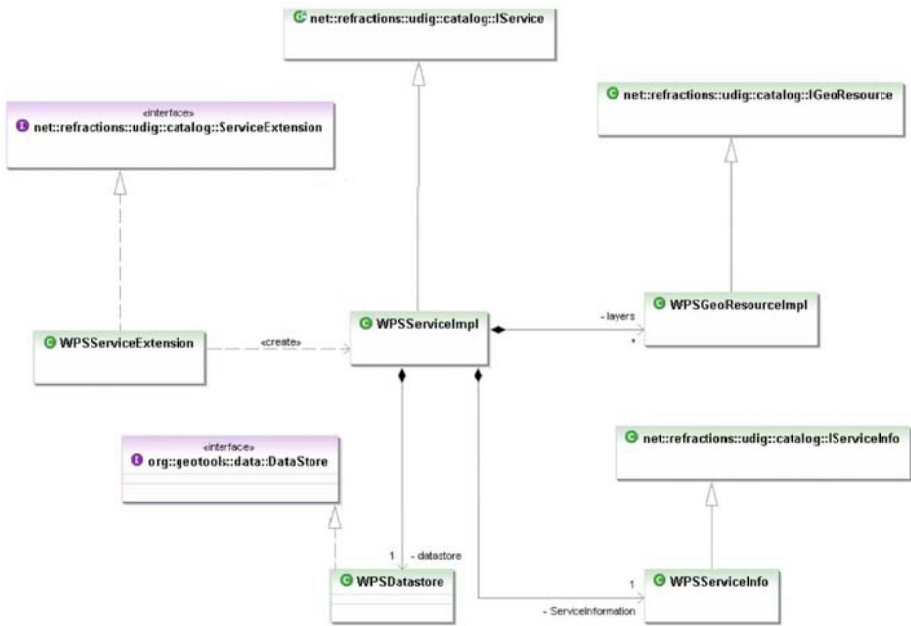 net::refractions::udig::catalog::IService
net::refractions::udig::catalog::IGeoResource
«interface»
net::refractions::udig::catalog::ServiceExtension
WPSServiceExtension
«create»
WPSServiceImpl
- layers
*
WPSGeoResourceImpl
«interface»
org::geotools::data::DataStore
net::refractions::udig::catalog::IServiceInfo
1
- datastore
WPSDatastore
1
- ServiceInformation
WPSServiceInfo